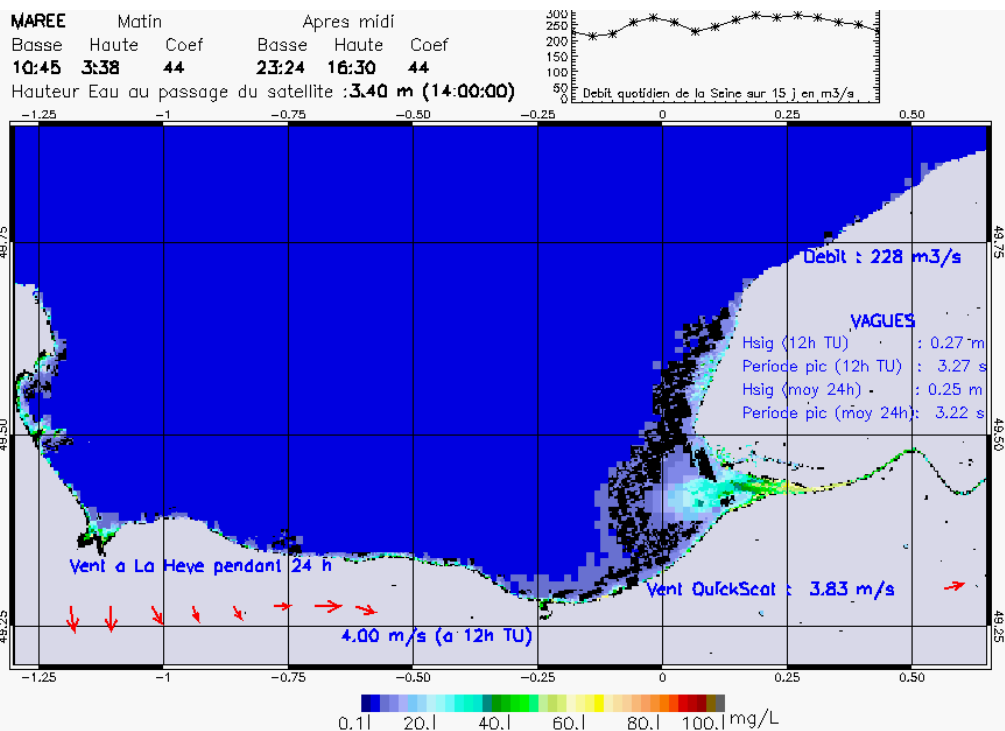 MAREE Matin Apres midi
Basse Haute Coef Basse Haute Coef
10:45 3:38 44 23:24 16:30 44
Hauteur Eau au passage du satellite :3.40 m (14:00:00)
300
250
200
150
100
50
0
Debit quotidien de la Seine sur 15 j en m3/s
-1.25 -1 -0.75 -0.50 -0.25 0 0.25 0.50
49.75 49.75
Debit : 228 m3/s
VAGUES
Hsig (12h TU) : 0.27 m
Periode pic (12h TU) : 3.27 s
Hsig (moy 24h) : 0.25 m
Periode pic (moy 24h): 3.22 s
49.50 49.50
Vent a La Heve pendant 24 h
Vent QuickScat : 3.83 m/s
49.25 49.25
4.00 m/s (a 12h TU)
-1.25 -1 -0.75 -0.50 -0.25 0 0.25 0.50
0.1| 20.| 40.| 60.| 80.| 100.| mg/L